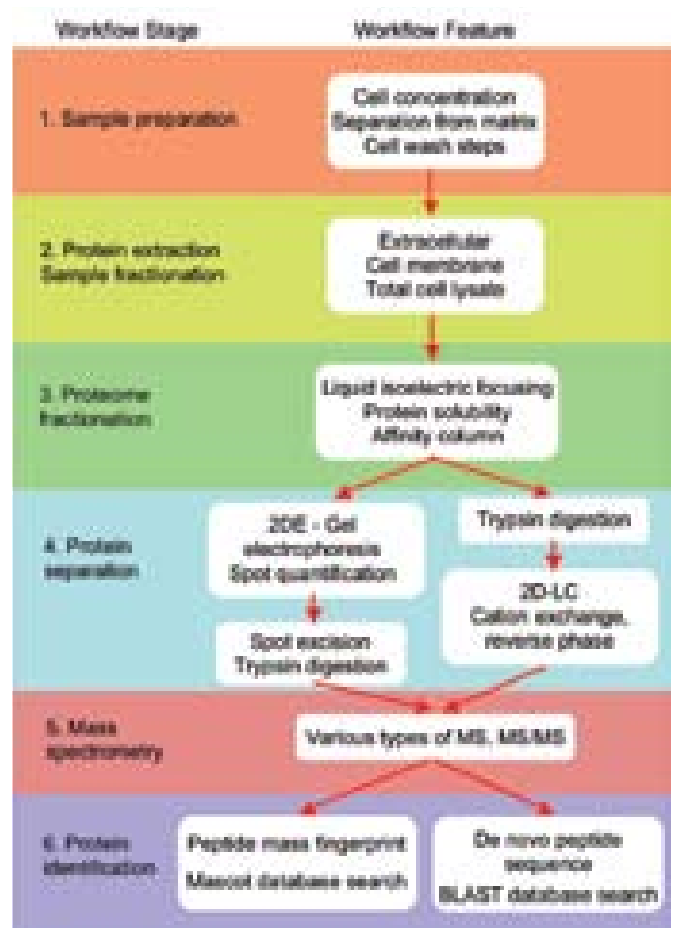 Workflow Stage
Workflow Feature
1. Sample preparation
Cell concentration
Separation from matrix
Cell wash steps
2. Protein extraction
Sample fractionation
Extracellular
Cell membrane
Total cell lysate
3. Proteome
fractionation
Liquid isoelectric focusing
Protein solubility
Affinity column
4. Protein
separation
2DE - Gel
electrophoresis
Spot quantification
Spot excision
Trypsin digestion
Trypsin digestion
2D-LC
Cation exchange,
reverse phase
5. Mass
spectrometry
Various types of MS, MS/MS
6. Protein
identification
Peptide mass fingerprint
Mascot database search
De novo peptide
sequence
BLAST database search